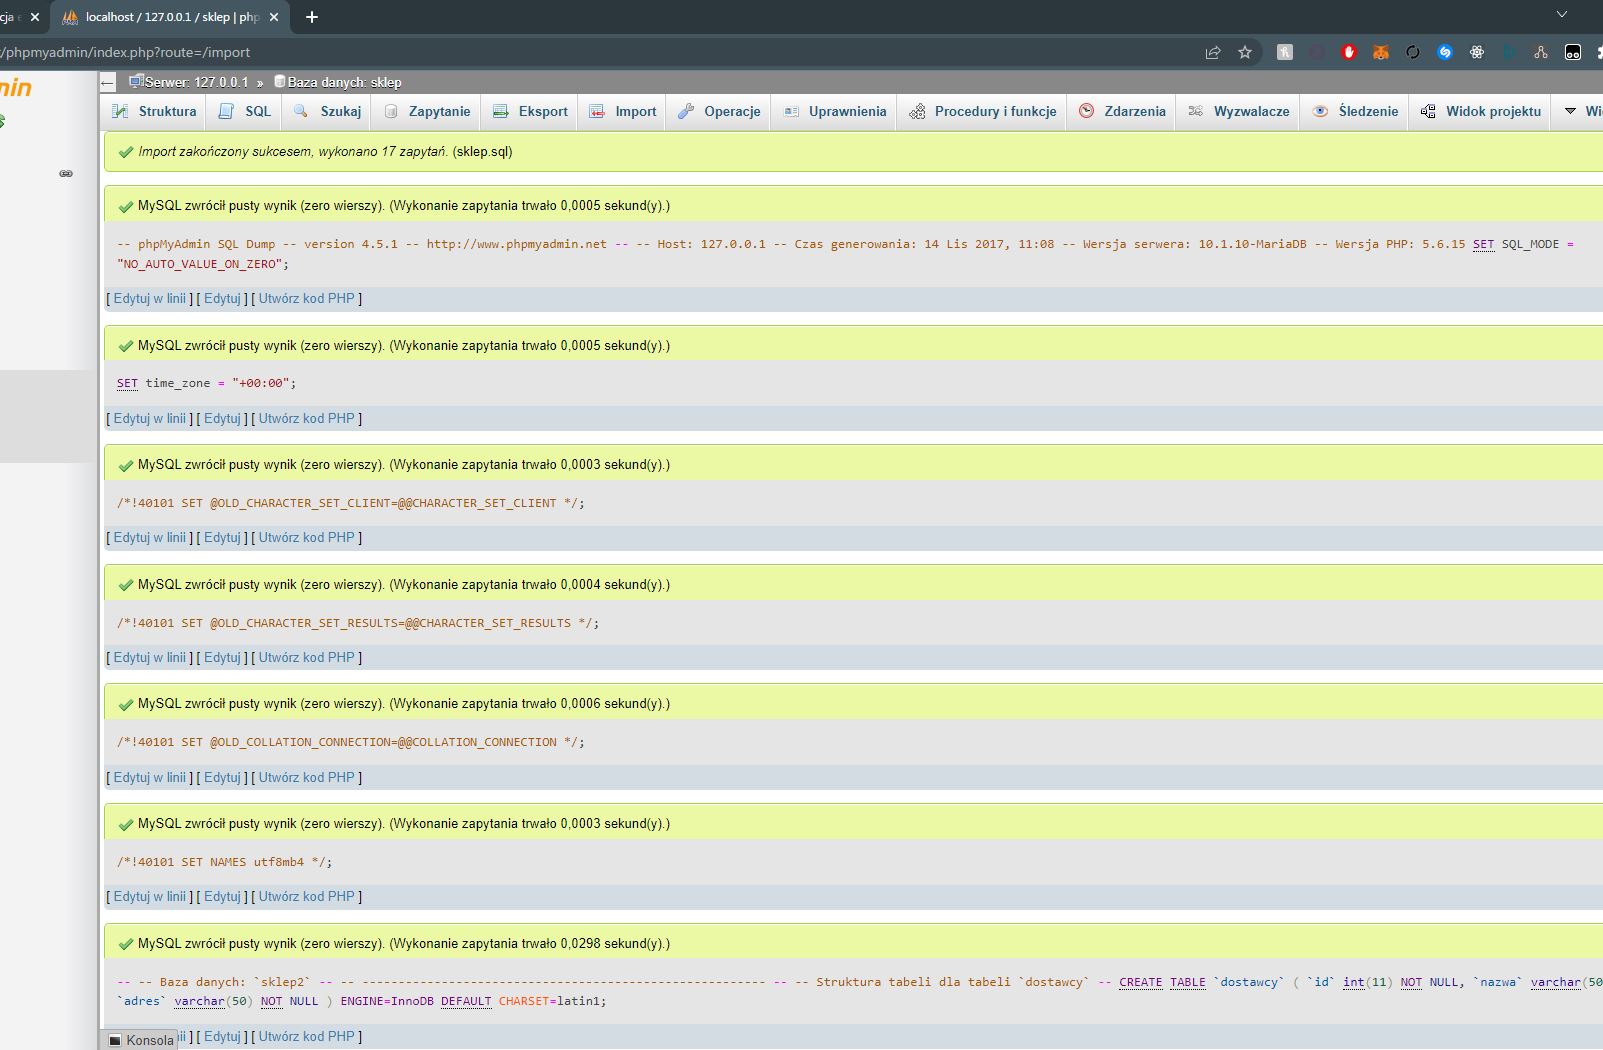 cja e
localhost / 127.0.0.1 / sklep | php
/phpmyadmin/index.php?route=/import
min
Serwer: 127.0.0.1 » Baza danych: sklep
Struktura SQL Szukaj Zapytanie Eksport Import Operacje Uprawnienia Procedury i funkcje Zdarzenia Wyzwalacze Śledzenie Widok projektu Wi
Import zakończony sukcesem, wykonano 17 zapytań. (sklep.sql)
MySQL zwrócił pusty wynik (zero wierszy). (Wykonanie zapytania trwało 0,0005 sekund(y).)
-- phpMyAdmin SQL Dump -- version 4.5.1 -- http://www.phpmyadmin.net -- -- Host: 127.0.0.1 -- Czas generowania: 14 Lis 2017, 11:08 -- Wersja serwera: 10.1.10-MariaDB -- Wersja PHP: 5.6.15 SET SQL_MODE =
"NO_AUTO_VALUE_ON_ZERO";
[ Edytuj w linii ] [ Edytuj ] [ Utwórz kod PHP ]
MySQL zwrócił pusty wynik (zero wierszy). (Wykonanie zapytania trwało 0,0005 sekund(y).)
SET time_zone = "+00:00";
[ Edytuj w linii ] [ Edytuj ] [ Utwórz kod PHP ]
MySQL zwrócił pusty wynik (zero wierszy). (Wykonanie zapytania trwało 0,0003 sekund(y).)
/*!40101 SET @OLD_CHARACTER_SET_CLIENT=@@CHARACTER_SET_CLIENT */;
[ Edytuj w linii ] [ Edytuj ] [ Utwórz kod PHP ]
MySQL zwrócił pusty wynik (zero wierszy). (Wykonanie zapytania trwało 0,0004 sekund(y).)
/*!40101 SET @OLD_CHARACTER_SET_RESULTS=@@CHARACTER_SET_RESULTS */;
[ Edytuj w linii ] [ Edytuj ] [ Utwórz kod PHP ]
MySQL zwrócił pusty wynik (zero wierszy). (Wykonanie zapytania trwało 0,0006 sekund(y).)
/*!40101 SET @OLD_COLLATION_CONNECTION=@@COLLATION_CONNECTION */;
[ Edytuj w linii ] [ Edytuj ] [ Utwórz kod PHP ]
MySQL zwrócił pusty wynik (zero wierszy). (Wykonanie zapytania trwało 0,0003 sekund(y).)
/*!40101 SET NAMES utf8mb4 */;
[ Edytuj w linii ] [ Edytuj ] [ Utwórz kod PHP ]
MySQL zwrócił pusty wynik (zero wierszy). (Wykonanie zapytania trwało 0,0298 sekund(y).)
-- -- Baza danych: `sklep2` -- -- -------------------------------------------------------- -- -- Struktura tabeli dla tabeli `dostawcy` -- CREATE TABLE `dostawcy` ( `id` int(11) NOT NULL, `nazwa` varchar(50
`adres` varchar(50) NOT NULL ) ENGINE=InnoDB DEFAULT CHARSET=latin1;
Konsola ii ] [ Edytuj ] [ Utwórz kod PHP ]